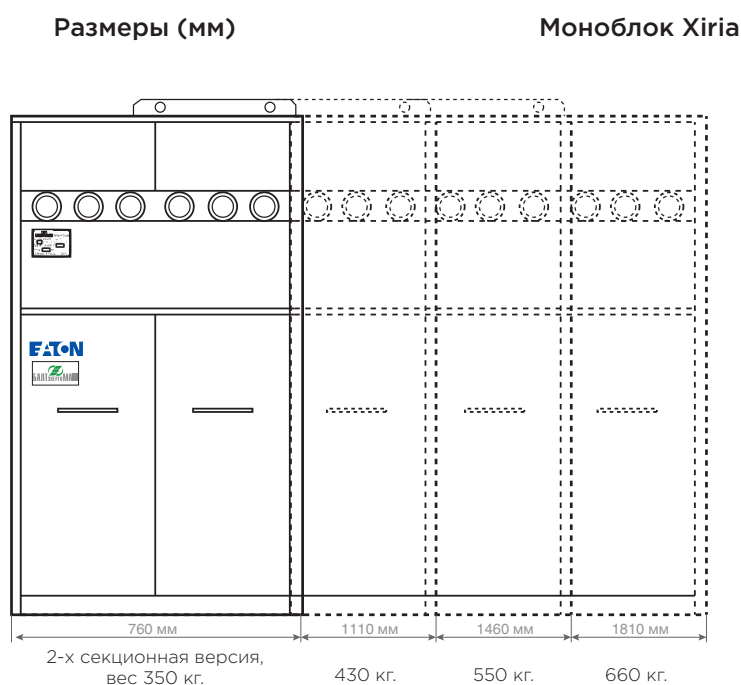 Размеры (мм)
Моноблок Xiria
EATON
БАЛТЭНЕРГОМАШ
760 мм
1110 мм
1460 мм
1810 мм
2-х секционная версия,
вес 350 кг.
430 кг.
550 кг.
660 кг.